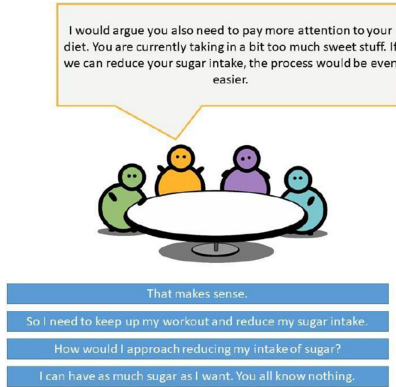 I would argue you also need to pay more attention to your
diet. You are currently taking in a bit too much sweet stuff. If
we can reduce your sugar intake, the process would be even
easier.
That makes sense.
So I need to keep up my workout and reduce my sugar intake.
How would I approach reducing my intake of sugar?
I can have as much sugar as I want. You all know nothing.